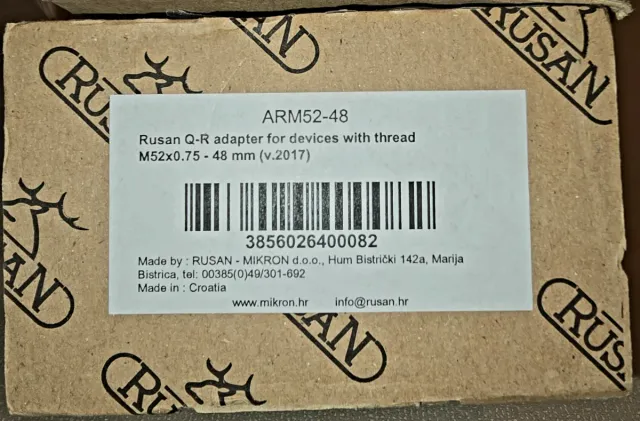 RUSAN
RUSAN
ARM52-48
Rusan Q-R adapter for devices with thread
M52x0.75 - 48 mm (v.2017)
3856026400082
Made by : RUSAN - MIKRON d.o.o., Hum Bistrički 142a, Marija
Bistrica, tel: 00385(0)49/301-692
Made in : Croatia
www.mikron.hr info@rusan.hr
RUSAN
RUSAN